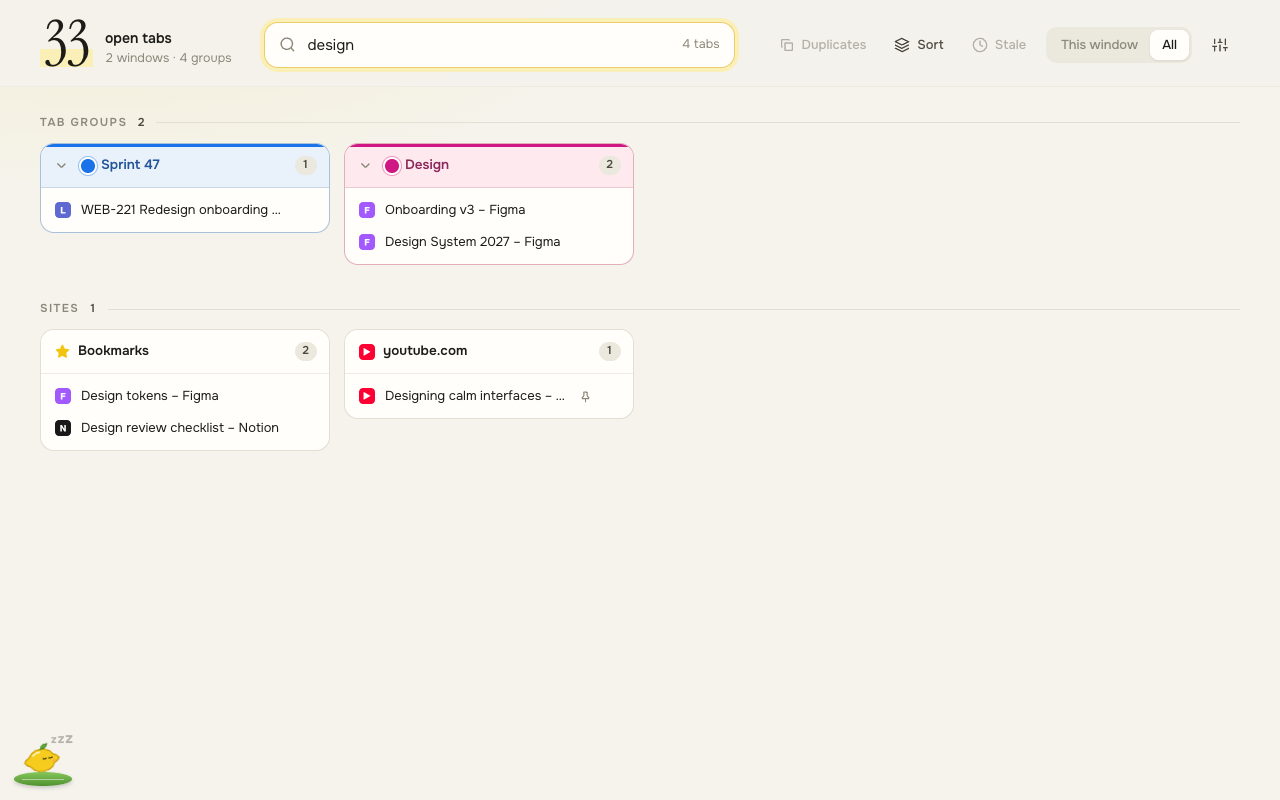 33
open tabs
2 windows · 4 groups
design
4 tabs
Duplicates
Sort
Stale
This window
All
TAB GROUPS 2
Sprint 47
1
L
WEB-221 Redesign onboarding ...
Design
2
F
Onboarding v3 – Figma
F
Design System 2027 – Figma
SITES 1
Bookmarks
2
F
Design tokens – Figma
N
Design review checklist – Notion
youtube.com
1
Designing calm interfaces – ...
zzZ